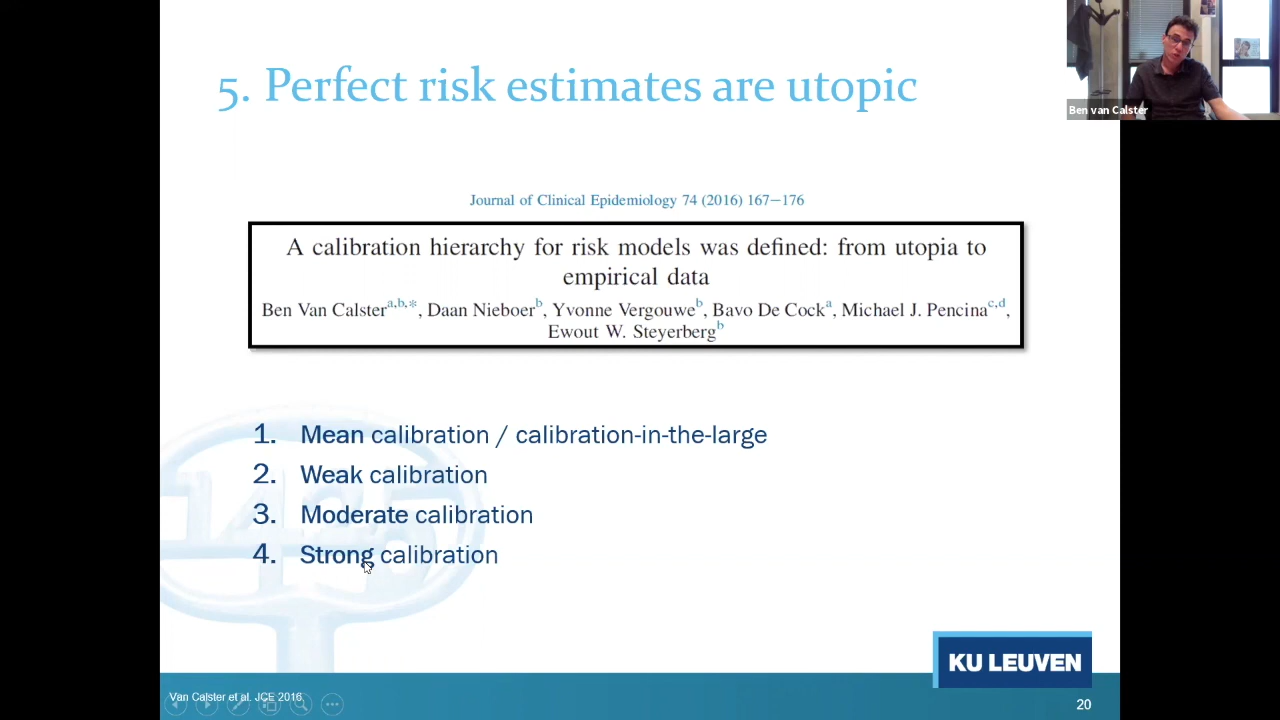 5. Perfect risk estimates are utopic
Ben van Calster
Journal of Clinical Epidemiology 74 (2016) 167–176
A calibration hierarchy for risk models was defined: from utopia to
empirical data
Ben Van Calster a,b,*, Daan Nieboer b, Yvonne Vergouwe b, Bavo De Cock a, Michael J. Pencina c,d,
Ewout W. Steyerberg b
1. Mean calibration / calibration-in-the-large
2. Weak calibration
3. Moderate calibration
4. Strong calibration
KU LEUVEN
Van Calster et al. JCE 2016.
20